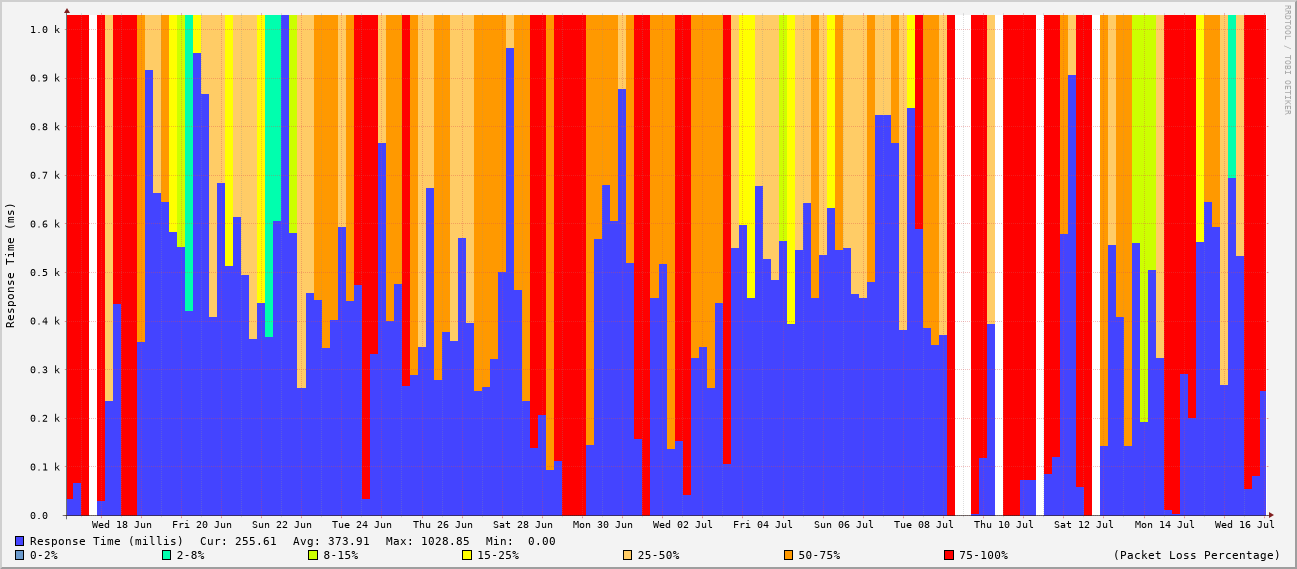 RRDTOOL / TOBI OETIKER
Response Time (ms)
1.0 k
0.9 k
0.8 k
0.7 k
0.6 k
0.5 k
0.4 k
0.3 k
0.2 k
0.1 k
0.0
Wed 18 Jun Fri 20 Jun Sun 22 Jun Tue 24 Jun Thu 26 Jun Sat 28 Jun Mon 30 Jun Wed 02 Jul Fri 04 Jul Sun 06 Jul Tue 08 Jul Thu 10 Jul Sat 12 Jul Mon 14 Jul Wed 16 Jul
Response Time (millis) Cur: 255.61 Avg: 373.91 Max: 1028.85 Min: 0.00
0-2% 2-8% 8-15% 15-25% 25-50% 50-75% 75-100% (Packet Loss Percentage)